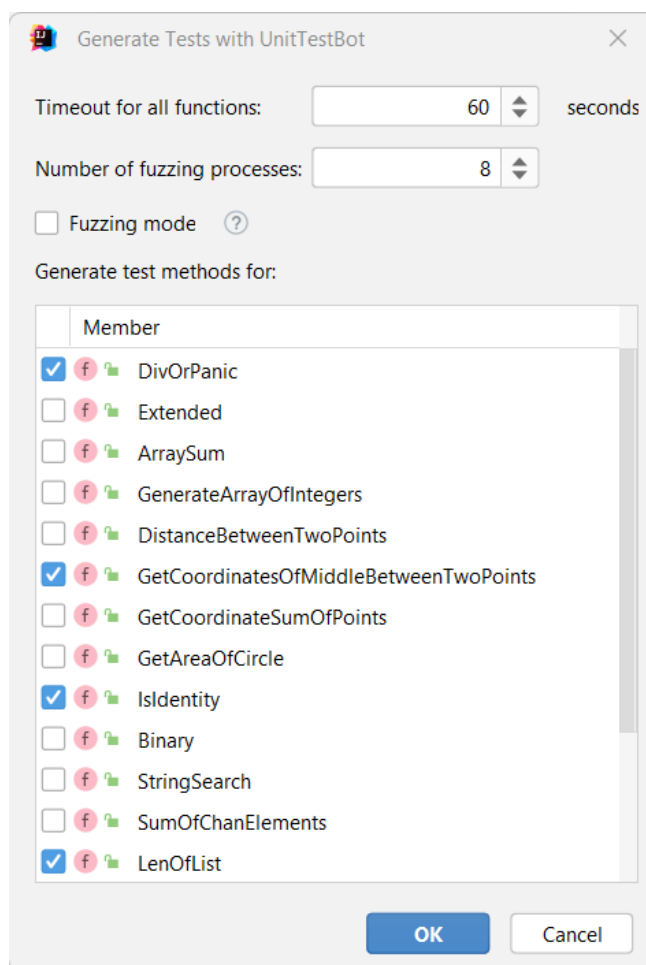 Generate Tests with UnitTestBot
Timeout for all functions: 60 seconds
Number of fuzzing processes: 8
Fuzzing mode ?
Generate test methods for:
Member
f DivOrPanic
f Extended
f ArraySum
f GenerateArrayOfIntegers
f DistanceBetweenTwoPoints
f GetCoordinatesOfMiddleBetweenTwoPoints
f GetCoordinateSumOfPoints
f GetAreaOfCircle
f IsIdentity
f Binary
f StringSearch
f SumOfChanElements
f LenOfList
OK Cancel